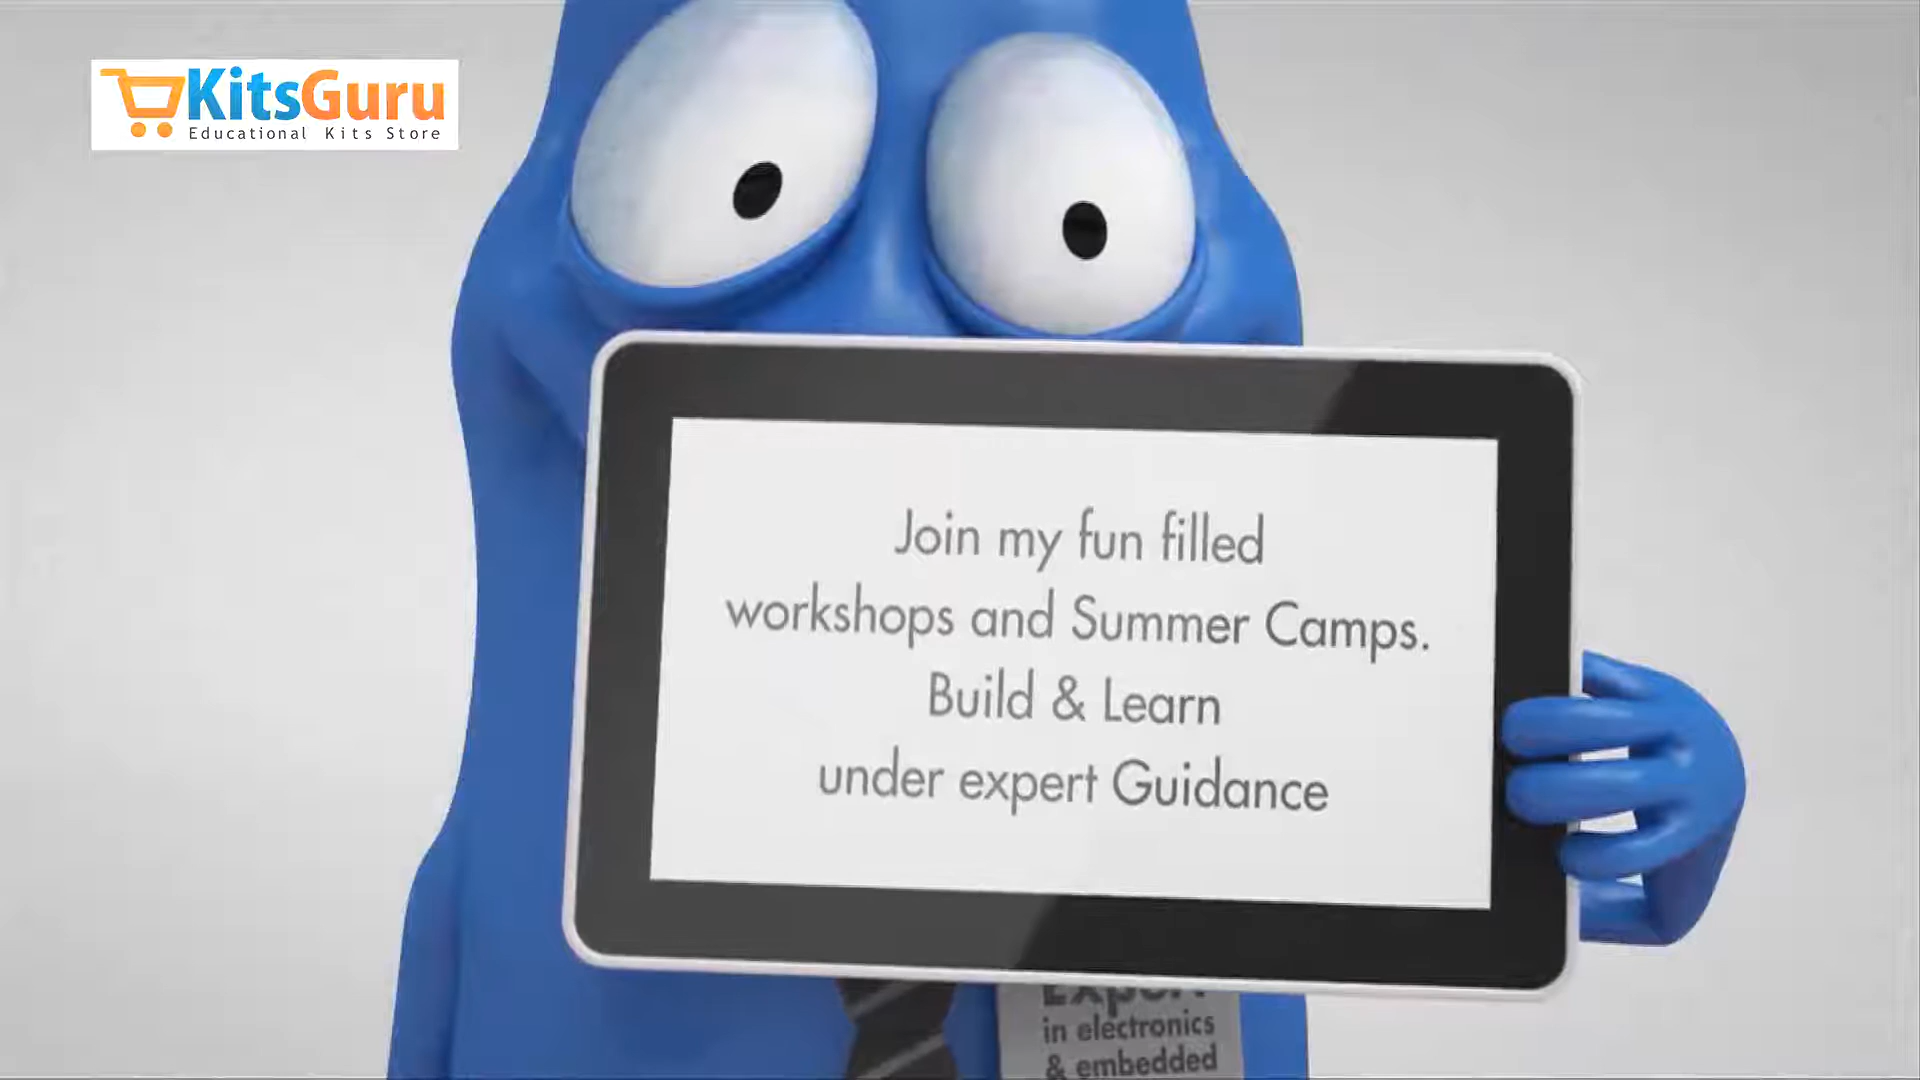 KitsGuru
Educational Kits Store
Join my fun filled
workshops and Summer Camps.
Build & Learn
under expert Guidance
Expert
in electronics
& embedded